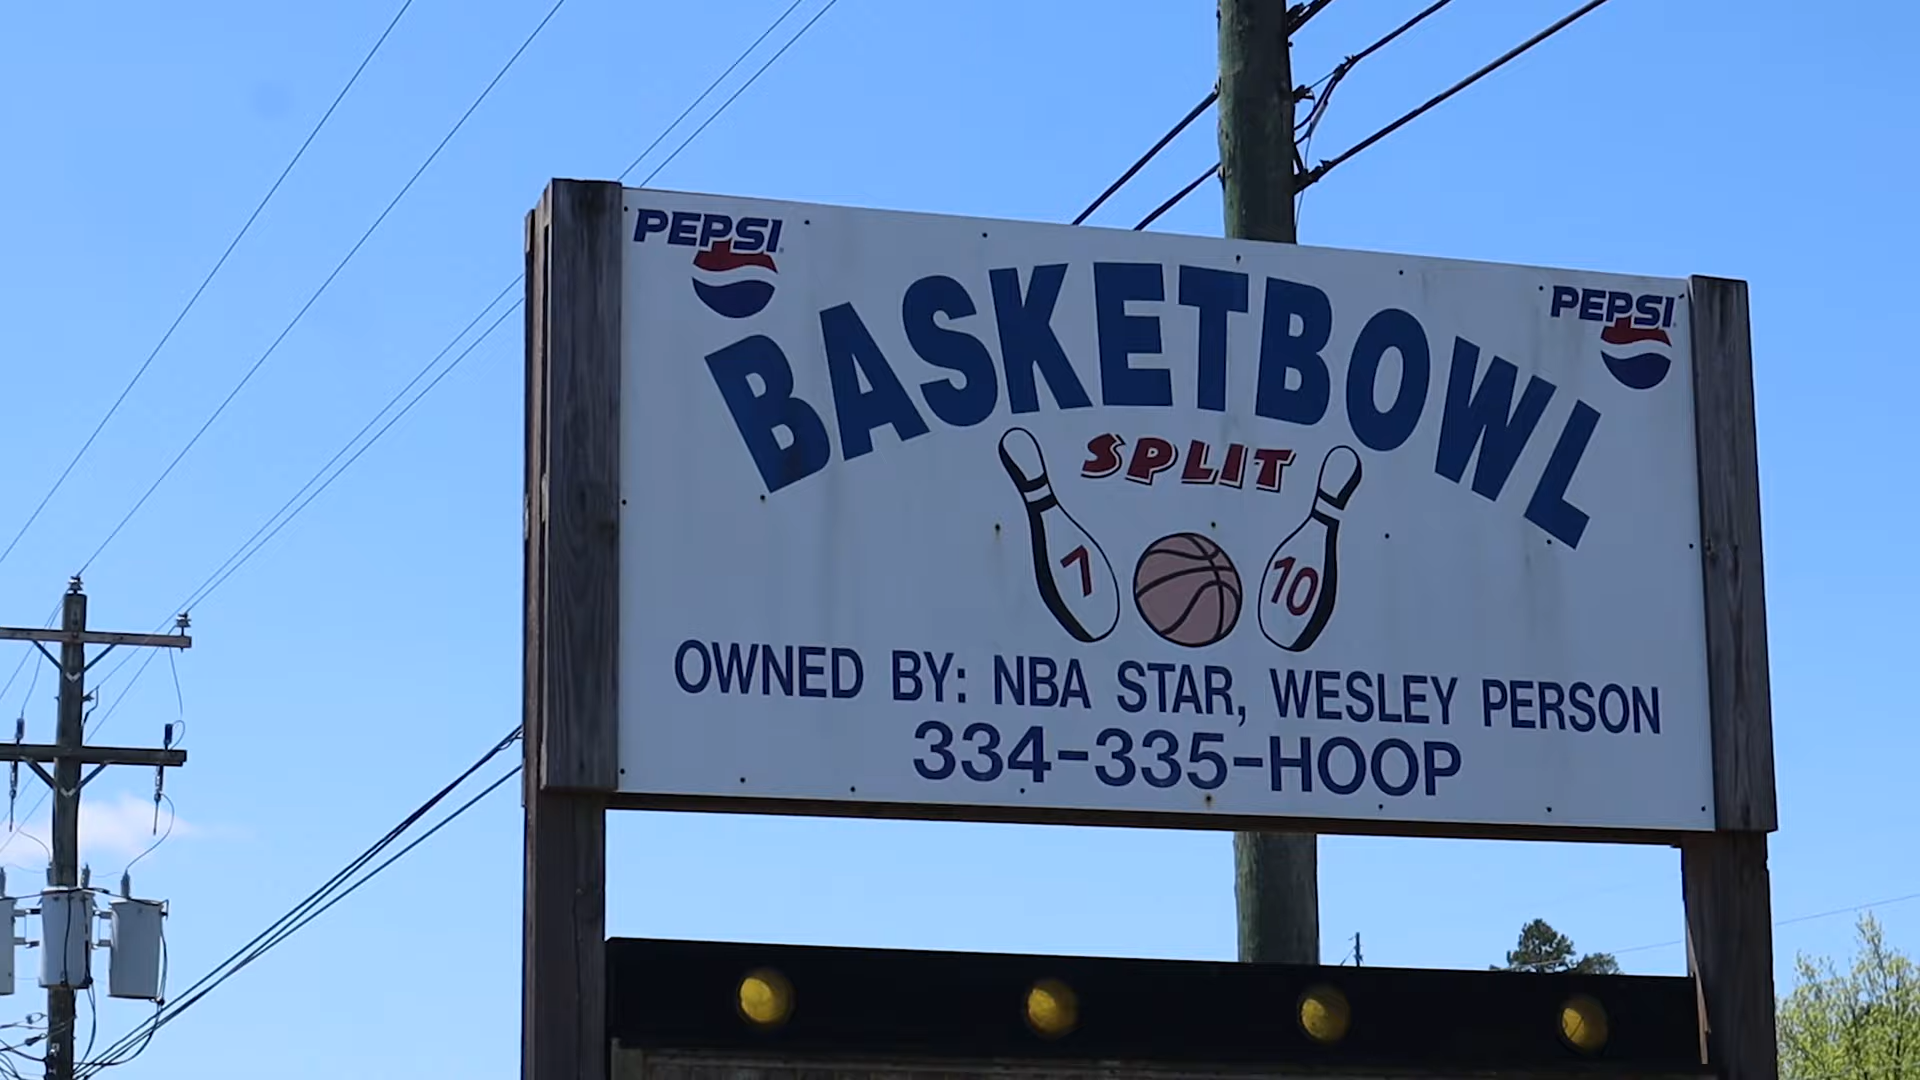 PEPSI
PEPSI
BASKETBOWL
SPLIT
7
10
OWNED BY: NBA STAR, WESLEY PERSON
334-335-HOOP